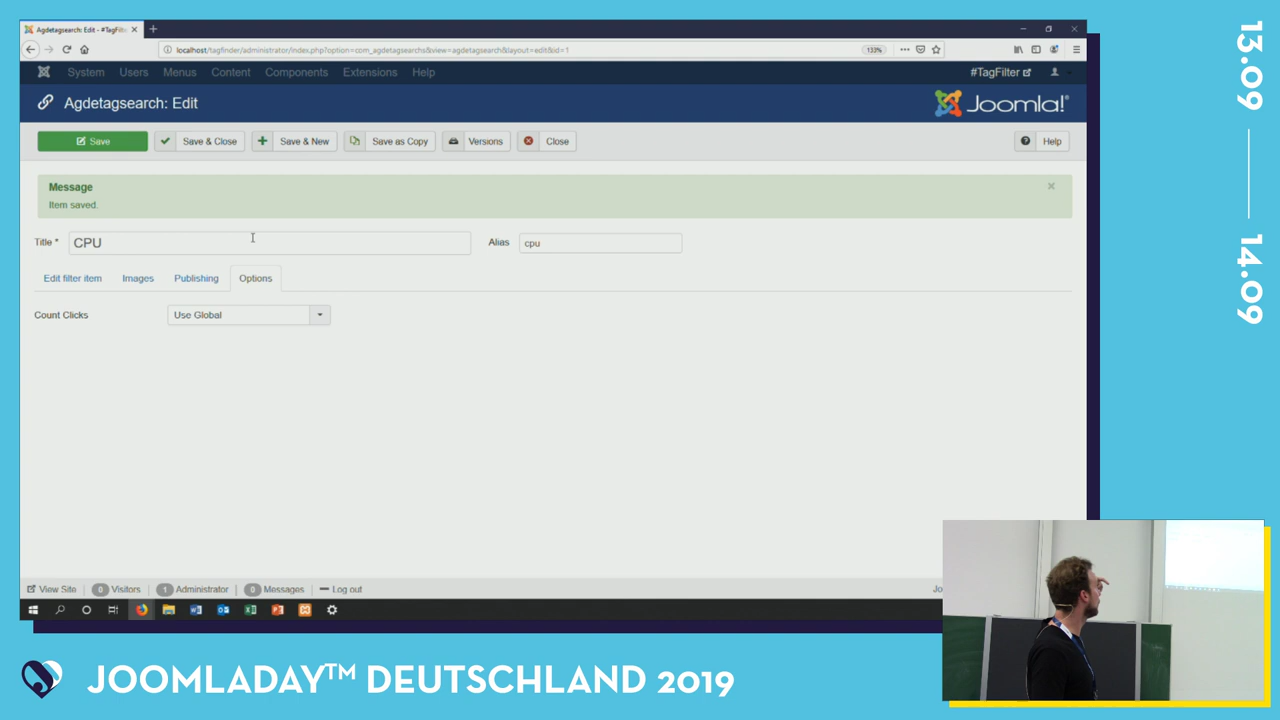 Agdetagsearch: Edit - #TagFilt
localhost/tagfinder/administrator/index.php?option=com_agdetagsearchs&view=agdetagsearch&layout=edit&id=1
133%
System Users Menus Content Components Extensions Help
#TagFilter
Agdetagsearch: Edit
Joomla!®
Save
Save & Close
Save & New
Save as Copy
Versions
Close
Help
Message
Item saved.
Title * CPU
Alias cpu
Edit filter item Images Publishing Options
Count Clicks Use Global
View Site 0 Visitors 1 Administrator 0 Messages Log out
Jo
13.09
14.09
JOOMLADAY™ DEUTSCHLAND 2019